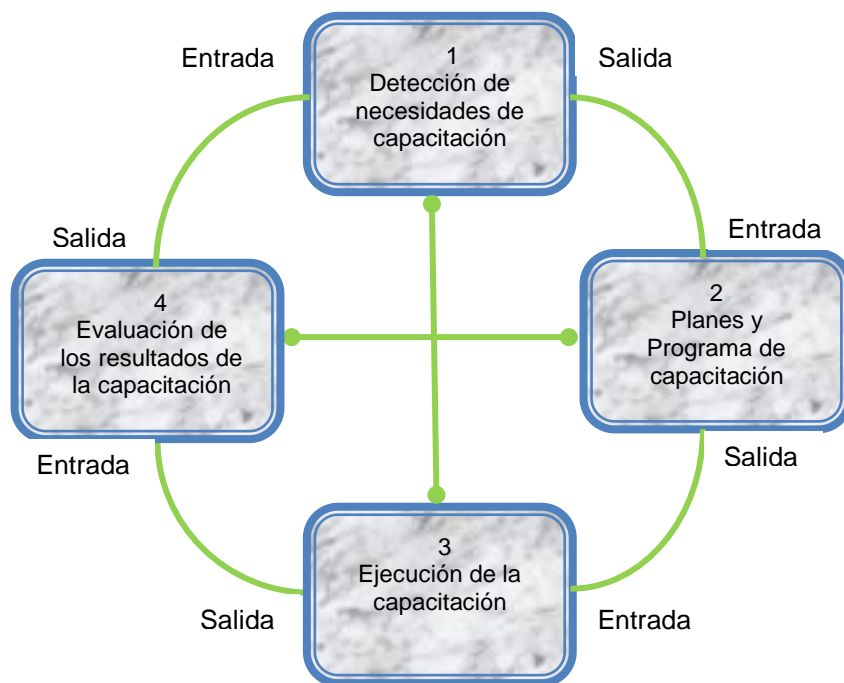 Entrada
1
Detección de
necesidades de
capacitación
Salida
Salida
Entrada
4
Evaluación de
los resultados de
la capacitación
2
Planes y
Programa de
capacitación
Entrada
Salida
3
Ejecución de la
capacitación
Salida
Entrada